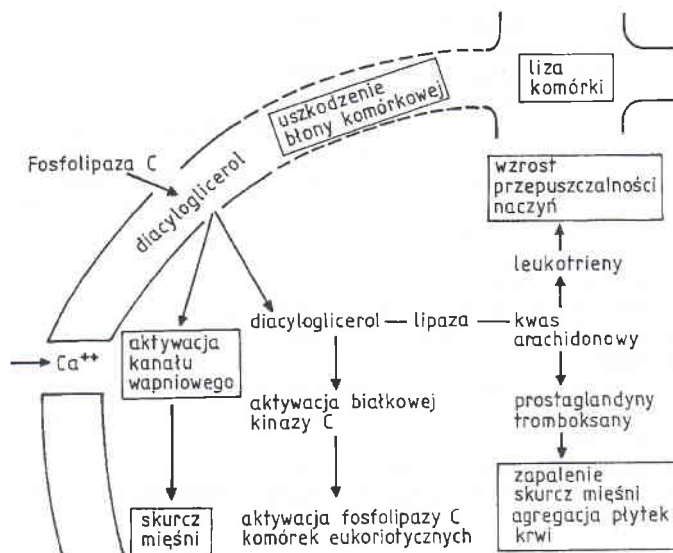 liza
komórki
uszkodzenie
błony komórkowej
Fosfolipaza C
diacyloglicerol
wzrost
przepuszczalności
naczyń
leukotrieny
diacyloglicerol — lipaza — kwas
arachidonowy
Ca++
aktywacja
kanału
wapniowego
aktywacja białkowej
kinazy C
prostaglandyny
tromboksany
skurcz
mięśni
aktywacja fosfolipazy C
komórek eukoriotycznych
zapalenie
skurcz mięśni
agregacja płytek
krwi